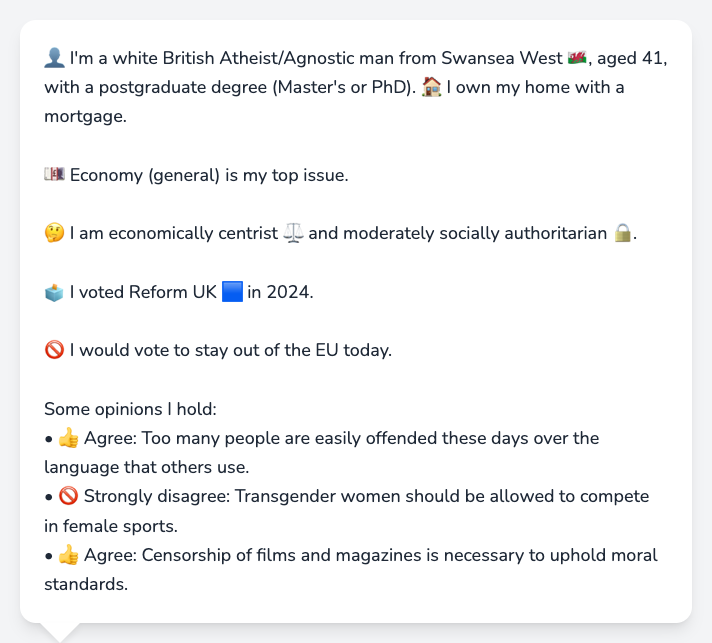 👤 I'm a white British Atheist/Agnostic man from Swansea West 🏴󠁧󠁢󠁷󠁬󠁳󠁿, aged 41,
with a postgraduate degree (Master's or PhD). 🏠 I own my home with a
mortgage.
💷 Economy (general) is my top issue.
🤔 I am economically centrist ⚖️ and moderately socially authoritarian 🔒.
🗳️ I voted Reform UK 🟦 in 2024.
🚫 I would vote to stay out of the EU today.
Some opinions I hold:
• 👍 Agree: Too many people are easily offended these days over the
language that others use.
• 🚫 Strongly disagree: Transgender women should be allowed to compete
in female sports.
• 👍 Agree: Censorship of films and magazines is necessary to uphold moral
standards.